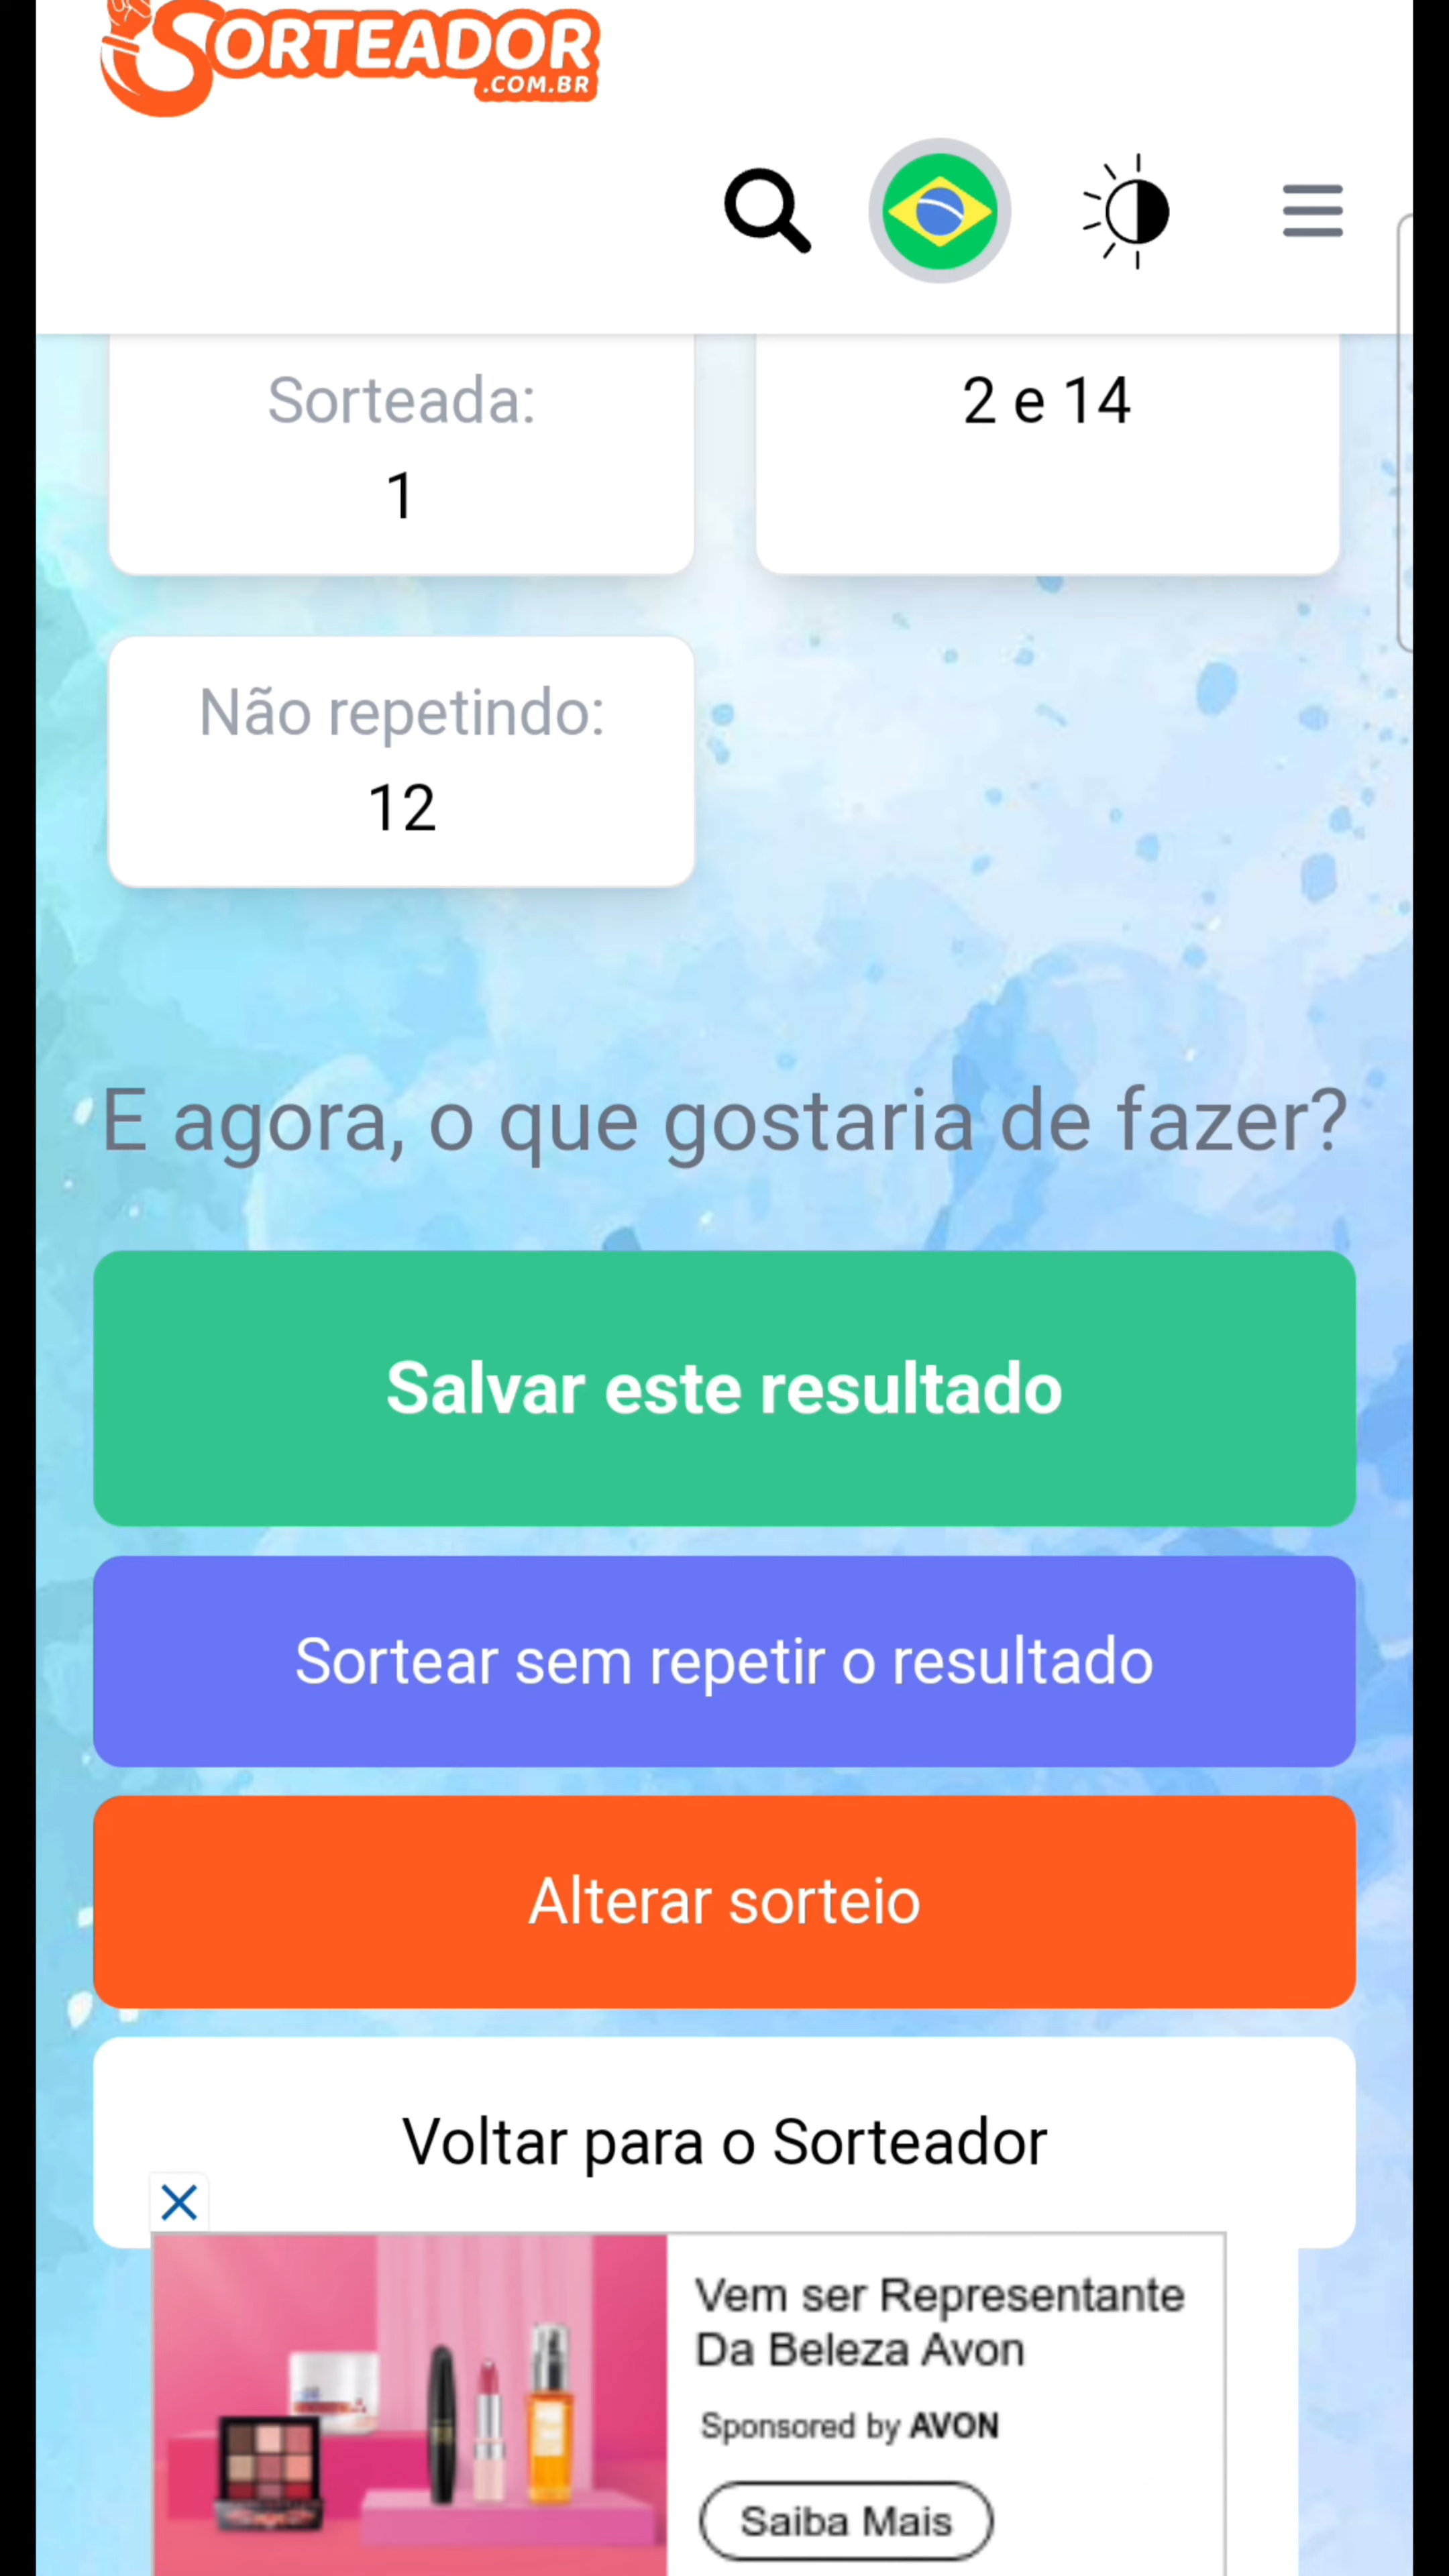 SORTEADOR
.COM.BR
Sorteada:
1
2 e 14
Não repetindo:
12
E agora, o que gostaria de fazer?
Salvar este resultado
Sortear sem repetir o resultado
Alterar sorteio
Voltar para o Sorteador
Vem ser Representante
Da Beleza Avon
Sponsored by AVON
Saiba Mais